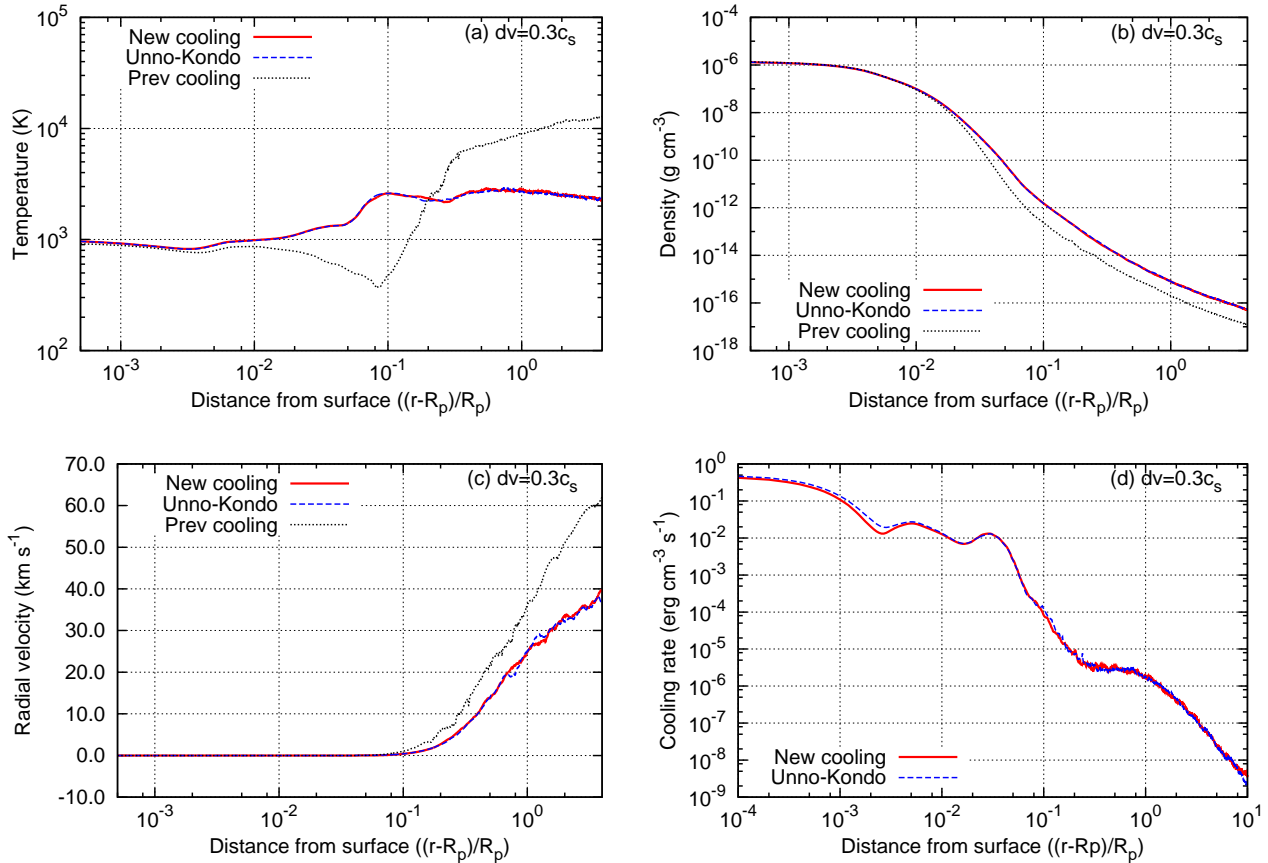 (a) dv=0.3c_s
New cooling
Unno-Kondo
Prev cooling
Temperature (K)
10^5
10^4
10^3
10^2
10^-3 10^-2 10^-1 10^0
Distance from surface ((r-R_p)/R_p)
(b) dv=0.3c_s
Density (g cm^-3)
10^-4
10^-6
10^-8
10^-10
10^-12
10^-14
10^-16
10^-18
New cooling
Unno-Kondo
Prev cooling
10^-3 10^-2 10^-1 10^0
Distance from surface ((r-R_p)/R_p)
(c) dv=0.3c_s
New cooling
Unno-Kondo
Prev cooling
Radial velocity (km s^-1)
70.0
60.0
50.0
40.0
30.0
20.0
10.0
0.0
-10.0
10^-3 10^-2 10^-1 10^0
Distance from surface ((r-R_p)/R_p)
(d) dv=0.3c_s
Cooling rate (erg cm^-3 s^-1)
10^0
10^-1
10^-2
10^-3
10^-4
10^-5
10^-6
10^-7
10^-8
10^-9
New cooling
Unno-Kondo
10^-4 10^-3 10^-2 10^-1 10^0 10^1
Distance from surface ((r-Rp)/R_p)